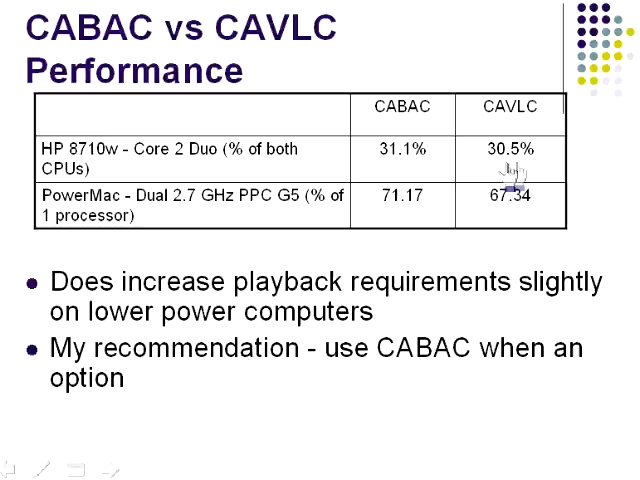 CABAC vs CAVLC
Performance
CABAC CAVLC
HP 8710w - Core 2 Duo (% of both 31.1% 30.5%
CPUs)
PowerMac - Dual 2.7 GHz PPC G5 (% of 71.17 67.34
1 processor)
Does increase playback requirements slightly
on lower power computers
My recommendation - use CABAC when an
option